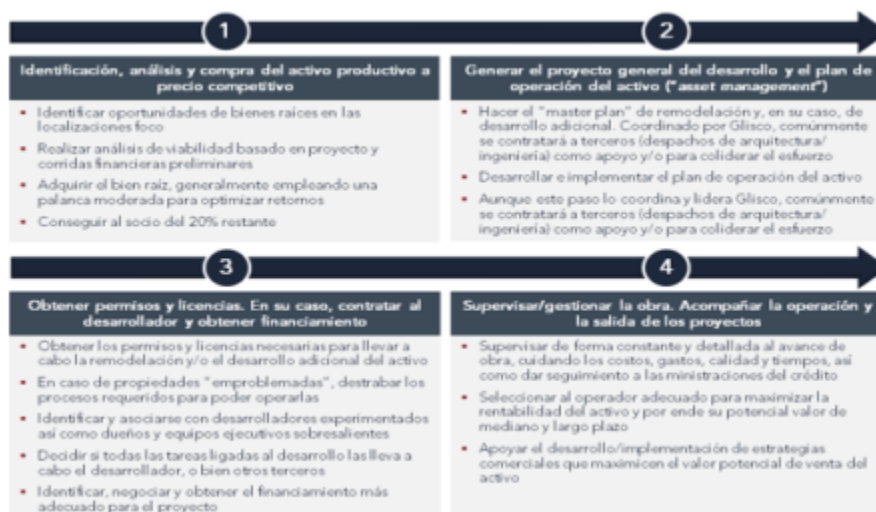 1
2
Identificación, análisis y compra del activo productivo a
precio competitivo
• Identificar oportunidades de bienes raíces en las
localizaciones foco
• Realizar análisis de viabilidad basado en proyecto y
corridas financieras preliminares
• Adquirir el bien raíz, generalmente empleando una
palanca moderada para optimizar retornos
• Conseguir al socio del 20% restante
Generar el proyecto general del desarrollo y el plan de
operación del activo ("asset management")
• Hacer el "master plan" de remodelación y, en su caso, de
desarrollo adicional. Coordinado por Glisco, comúnmente
se contratará a terceros (despachos de arquitectura/
ingeniería) como apoyo y/o para coliderar el esfuerzo
• Desarrollar e implementar el plan de operación del activo
• Aunque este paso lo coordina y lidera Glisco, comúnmente
se contratará a terceros (despachos de arquitectura/
ingeniería) como apoyo y/o para coliderar el esfuerzo
3
4
Obtener permisos y licencias. En su caso, contratar al
desarrollador y obtener financiamiento
• Obtener los permisos y licencias necesarias para llevar a
cabo la remodelación y/o el desarrollo adicional del activo
• En caso de propiedades "emproblemadas", destrabar los
procesos requeridos para poder operarlas
• Identificar y asociarse con desarrolladores experimentados
así como dueños y equipos ejecutivos sobresalientes
• Decidir si todas las tareas ligadas al desarrollo las lleva a
cabo el desarrollador, o bien otros terceros
• Identificar, negociar y obtener el financiamiento más
adecuado para el proyecto
Supervisar/gestionar la obra. Acompañar la operación y
la salida de los proyectos
• Supervisar de forma constante y detallada al avance de
obra, cuidando los costos, gastos, calidad y tiempos, así
como dar seguimiento a las ministraciones del crédito
• Seleccionar al operador adecuado para maximizar la
rentabilidad del activo y por ende su potencial valor de
mediano y largo plazo
• Apoyar el desarrollo/implementación de estrategias
comerciales que maximicen el valor potencial de venta del
activo